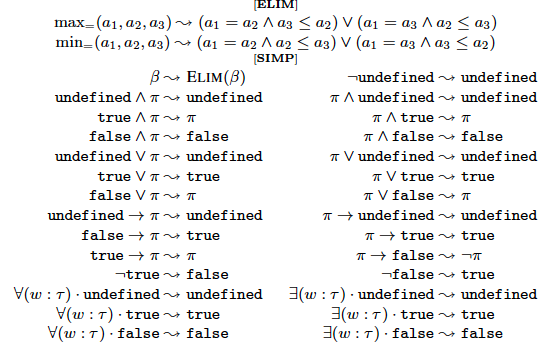 [ELIM]
max=(a1, a2, a3) ⤳ (a1 = a2 ∧ a3 ≤ a2) ∨ (a1 = a3 ∧ a2 ≤ a3)
min=(a1, a2, a3) ⤳ (a1 = a2 ∧ a2 ≤ a3) ∨ (a1 = a3 ∧ a3 ≤ a2)
[SIMP]
β ⤳ ELIM(β) ¬undefined ⤳ undefined
undefined ∧ π ⤳ undefined π ∧ undefined ⤳ undefined
true ∧ π ⤳ π π ∧ true ⤳ π
false ∧ π ⤳ false π ∧ false ⤳ false
undefined ∨ π ⤳ undefined π ∨ undefined ⤳ undefined
true ∨ π ⤳ true π ∨ true ⤳ true
false ∨ π ⤳ π π ∨ false ⤳ π
undefined → π ⤳ undefined π → undefined ⤳ undefined
false → π ⤳ true π → true ⤳ true
true → π ⤳ π π → false ⤳ ¬π
¬true ⤳ false ¬false ⤳ true
∀(w : τ) · undefined ⤳ undefined ∃(w : τ) · undefined ⤳ undefined
∀(w : τ) · true ⤳ true ∃(w : τ) · true ⤳ true
∀(w : τ) · false ⤳ false ∃(w : τ) · false ⤳ false